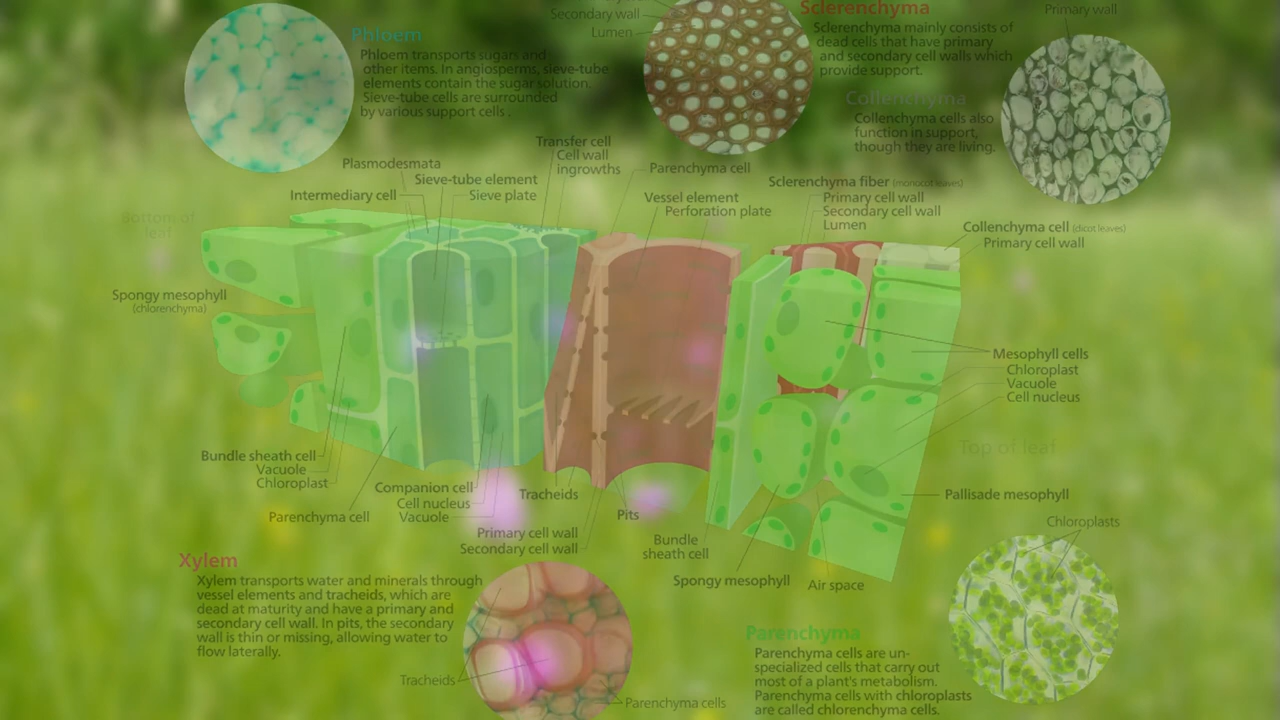 Phloem
Phloem transports sugars and
other items. In angiosperms, sieve-tube
elements contain the sugar solution.
Sieve-tube cells are surrounded
by various support cells .
Secondary wall
Lumen
Sclerenchyma
Sclerenchyma mainly consists of
dead cells that have primary
and secondary cell walls which
provide support.
Primary wall
Collenchyma
Collenchyma cells also
function in support,
though they are living.
Transfer cell
Cell wall
ingrowths
Plasmodesmata
Intermediary cell
Sieve-tube element
Sieve plate
Parenchyma cell
Vessel element
Perforation plate
Sclerenchyma fiber (monocot leaves)
Primary cell wall
Secondary cell wall
Lumen
Collenchyma cell (dicot leaves)
Primary cell wall
Bottom of
leaf
Spongy mesophyll
(chlorenchyma)
Mesophyll cells
Chloroplast
Vacuole
Cell nucleus
Top of leaf
Bundle sheath cell
Vacuole
Chloroplast
Parenchyma cell
Companion cell
Cell nucleus
Vacuole
Tracheids
Pits
Primary cell wall
Secondary cell wall
Bundle
sheath cell
Spongy mesophyll
Air space
Pallisade mesophyll
Chloroplasts
Xylem
Xylem transports water and minerals through
vessel elements and tracheids, which are
dead at maturity and have a primary and
secondary cell wall. In pits, the secondary
wall is thin or missing, allowing water to
flow laterally.
Tracheids
Parenchyma cells
Parenchyma
Parenchyma cells are un-
specialized cells that carry out
most of a plant's metabolism.
Parenchyma cells with chloroplasts
are called chlorenchyma cells.